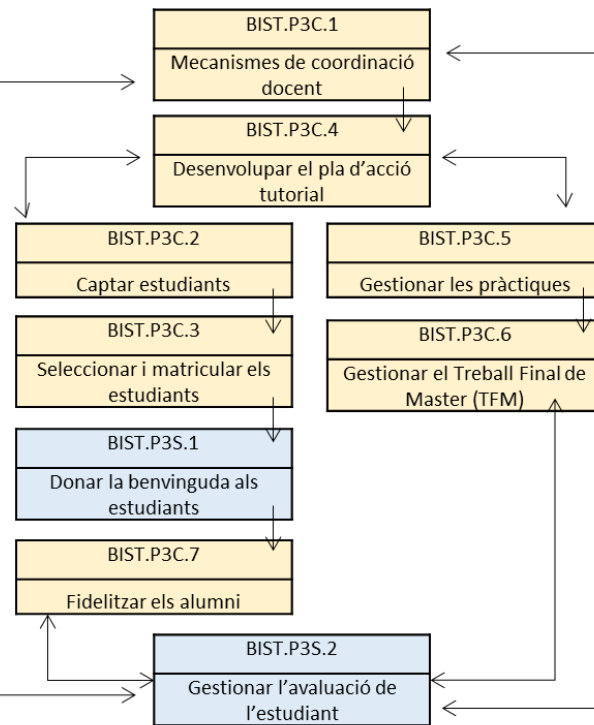 BIST.P3C.1
Mecanismes de coordinació
docent
BIST.P3C.4
Desenvolupar el pla d'acció
tutorial
BIST.P3C.2
Captar estudiants
BIST.P3C.3
Seleccionar i matricular els
estudiants
BIST.P3S.1
Donar la benvinguda als
estudiants
BIST.P3C.7
Fidelitzar els alumni
BIST.P3C.5
Gestionar les pràctiques
BIST.P3C.6
Gestionar el Treball Final de
Master (TFM)
BIST.P3S.2
Gestionar l'avaluació de
l'estudiant